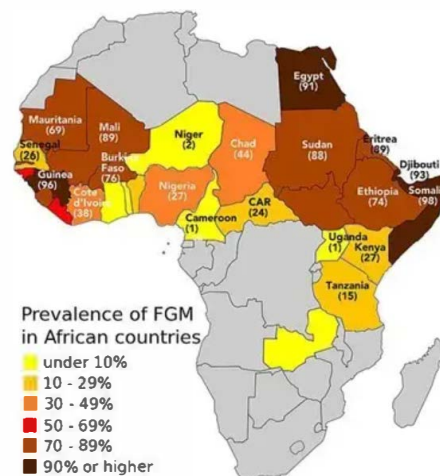 Egypt
(91)
Mauritania
(69)
Mali
(89)
Niger
(2)
Chad
(44)
Sudan
(88)
Eritrea
(89)
Senegal
(26)
Burkina
Faso
(76)
Djibouti
(93)
Guinea
(96)
Cote
d'Ivoire
(38)
Nigeria
(27)
CAR
(24)
Ethiopia
(74)
Somali
(98)
Cameroon
(1)
Uganda
(1)
Kenya
(27)
Tanzania
(15)
Prevalence of FGM
in African countries
under 10%
10 - 29%
30 - 49%
50 - 69%
70 - 89%
90% or higher